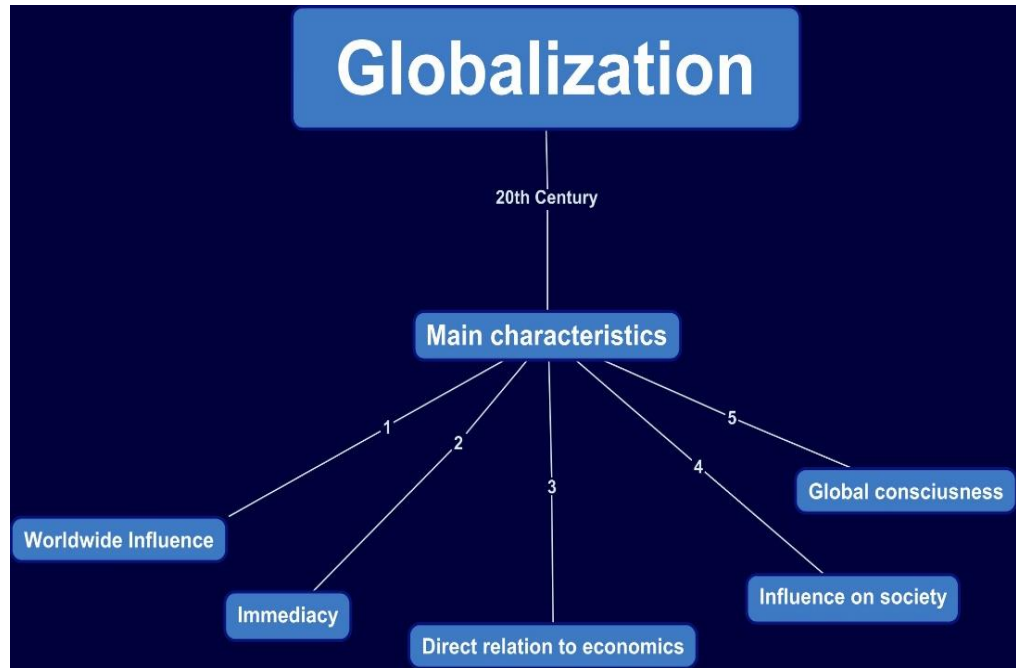 Globalization
20th Century
Main characteristics
1
2
3
4
5
Worldwide Influence
Immediacy
Direct relation to economics
Influence on society
Global consciusness